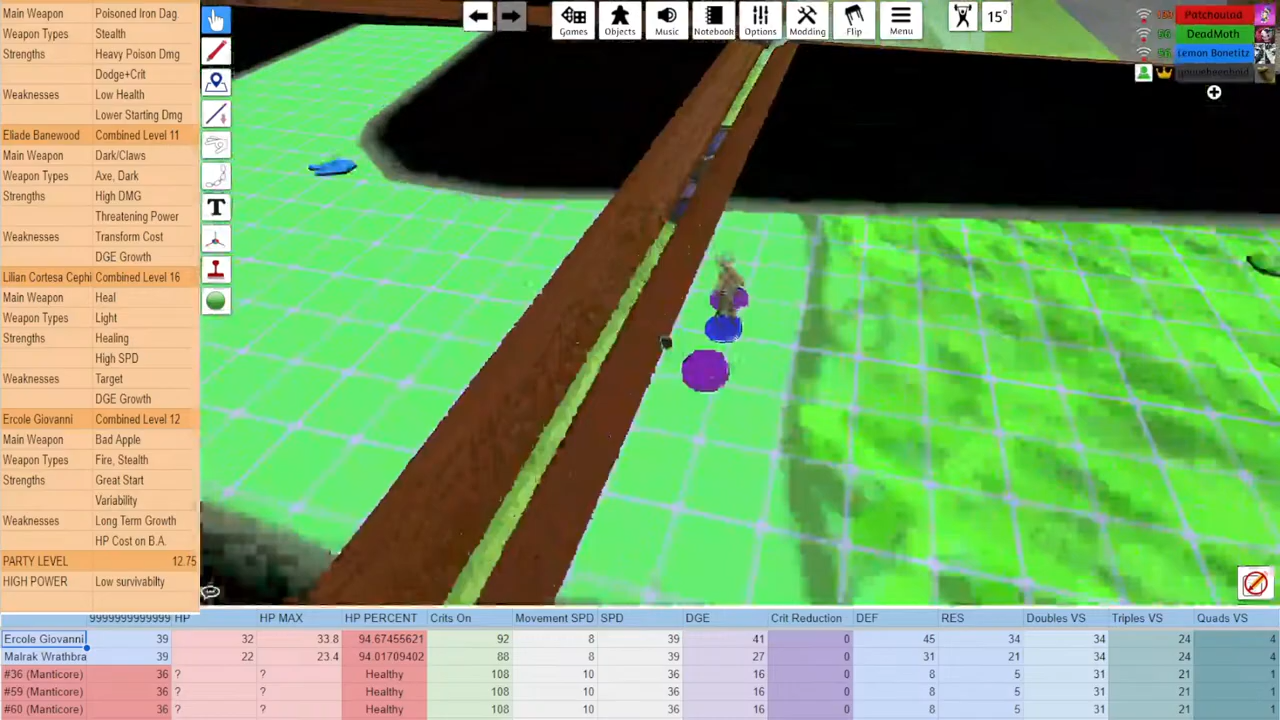 Main Weapon Poisoned Iron Dag.
Weapon Types Stealth
Strengths Heavy Poison Dmg
Dodge+Crit
Weaknesses Low Health
Lower Starting Dmg
Eliade Banewood Combined Level 11
Main Weapon Dark/Claws
Weapon Types Axe, Dark
Strengths High DMG
Threatening Power
Weaknesses Transform Cost
DGE Growth
Lilian Cortesa Cephi Combined Level 16
Main Weapon Heal
Weapon Types Light
Strengths Healing
High SPD
Weaknesses Target
DGE Growth
Ercole Giovanni Combined Level 12
Main Weapon Bad Apple
Weapon Types Fire, Stealth
Strengths Great Start
Variability
Weaknesses Long Term Growth
HP Cost on B.A.
PARTY LEVEL 12.75
HIGH POWER Low survivablity
Games Objects Music Notebook Options Modding Flip Menu 15°
T
Patchoulad
DeadMoth
Lemon Bonetitz
9999999999999 HP HP MAX HP PERCENT Crits On Movement SPD SPD DGE Crit Reduction DEF RES Doubles VS Triples VS Quads VS
Ercole Giovanni 39 32 33.8 94.67455621 92 8 39 41 0 45 34 34 24 4
Malrak Wrathbra 39 22 23.4 94.01709402 88 8 39 27 0 31 21 34 24 4
#36 (Manticore) 36 ? ? Healthy 108 10 36 16 0 8 5 31 21 1
#59 (Manticore) 36 ? ? Healthy 108 10 36 16 0 8 5 31 21 1
#60 (Manticore) 36 ? ? Healthy 108 10 36 16 0 8 5 31 21 1